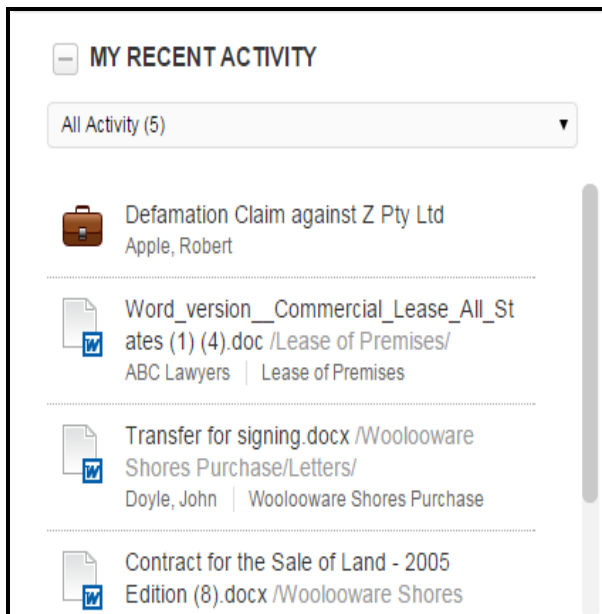 MY RECENT ACTIVITY
All Activity (5)
Defamation Claim against Z Pty Ltd
Apple, Robert
Word_version__Commercial_Lease_All_St
ates (1) (4).doc /Lease of Premises/
ABC Lawyers | Lease of Premises
Transfer for signing.docx /Woolooware
Shores Purchase/Letters/
Doyle, John | Woolooware Shores Purchase
Contract for the Sale of Land - 2005
Edition (8).docx /Woolooware Shores